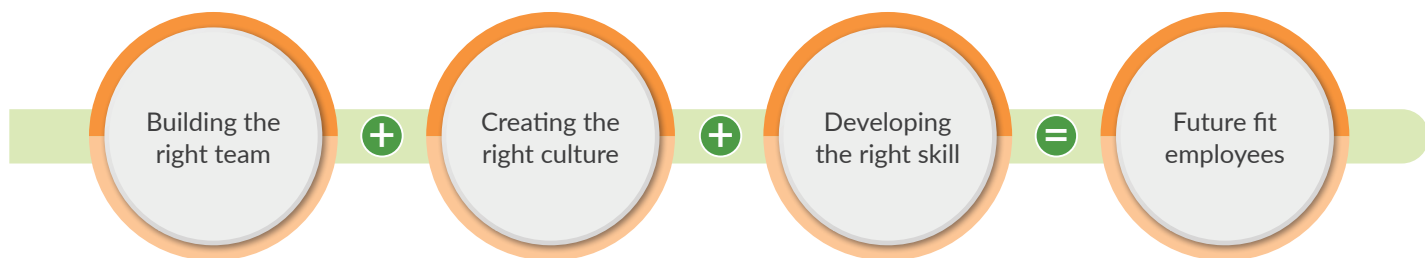 Building the
right team
+
Creating the
right culture
+
Developing
the right skill
=
Future fit
employees